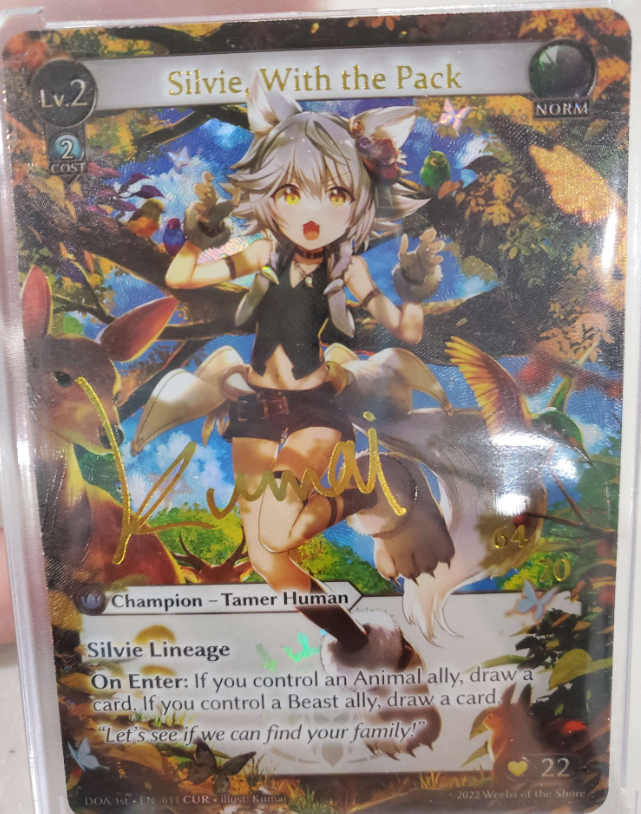 Silvie, With the Pack
Lv.2
NORM
2
COST
Kumai
64
Champion – Tamer Human
Silvie Lineage
On Enter: If you control an Animal ally, draw a
card. If you control a Beast ally, draw a card.
“Let's see if we can find your family!”
22
DOA 1st • EN-011 CUR • illust. Kumai
2022 Weebs of the Shore